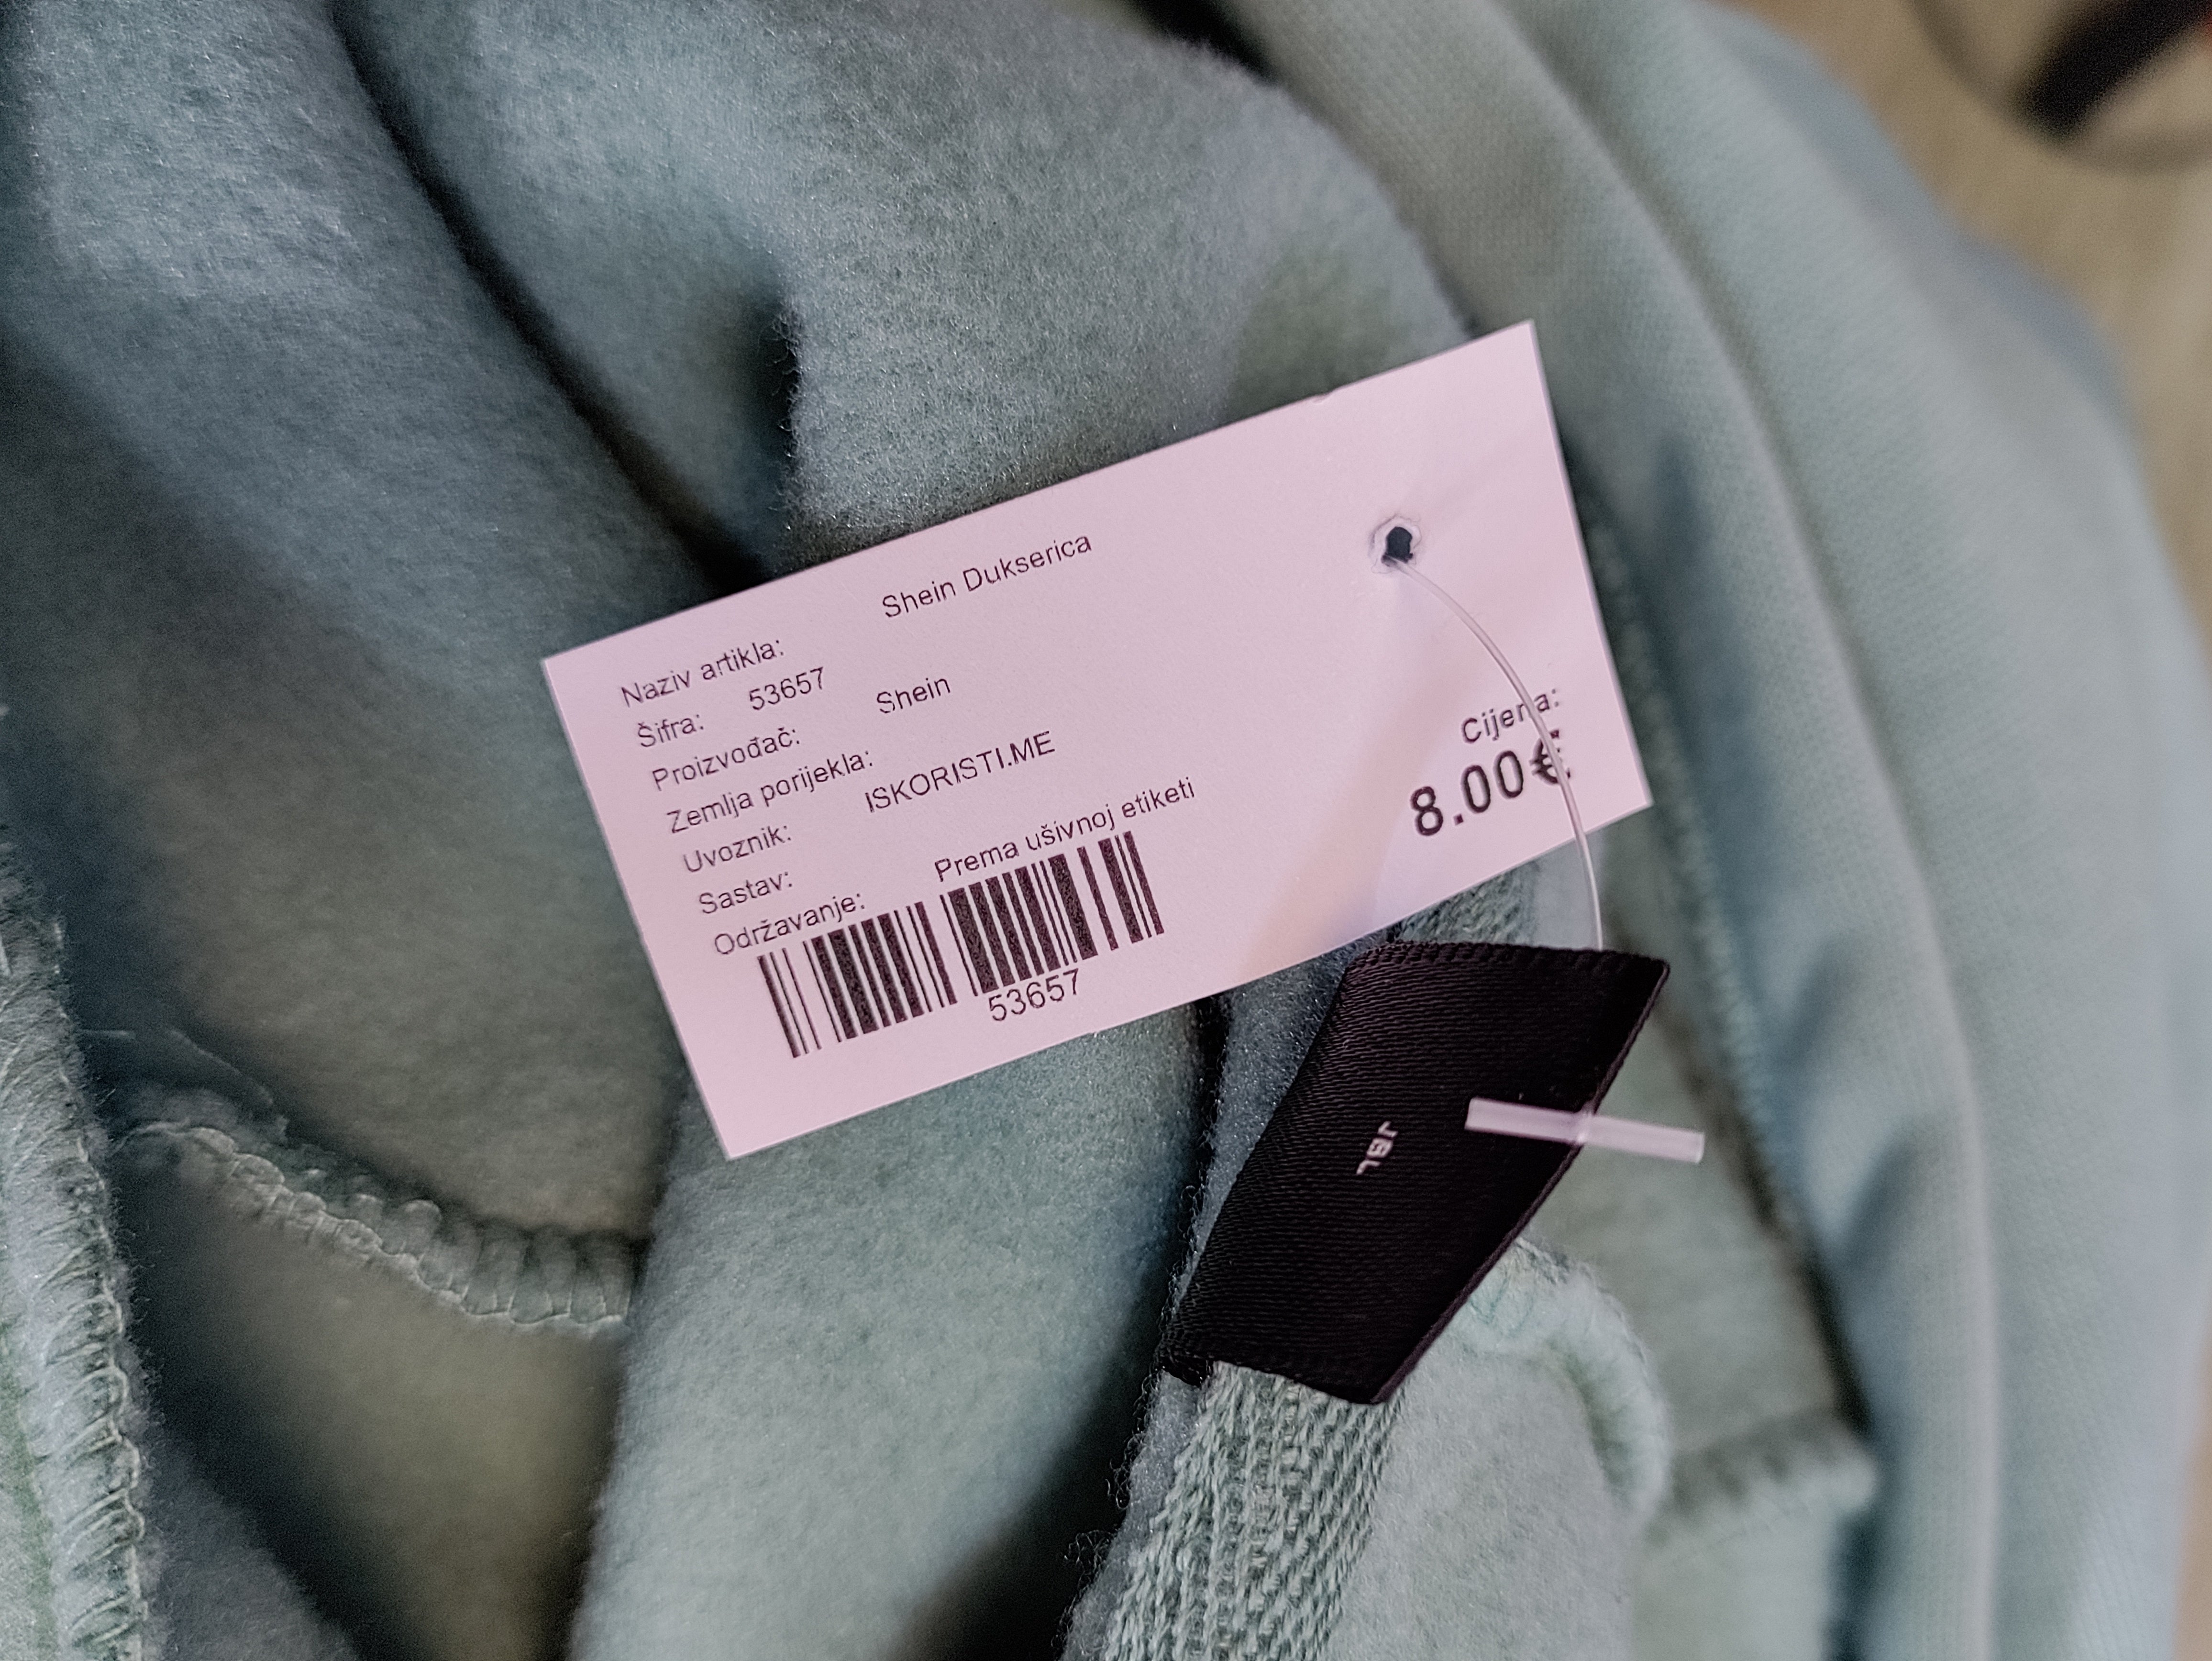 Naziv artikla: Shein Dukserica
Šifra: 53657
Proizvođač: Shein
Zemlja porijekla:
Uvoznik: ISKORISTI.ME
Sastav:
Održavanje: Prema ušivnoj etiketi
53657
Cijena:
8.00€
JBL